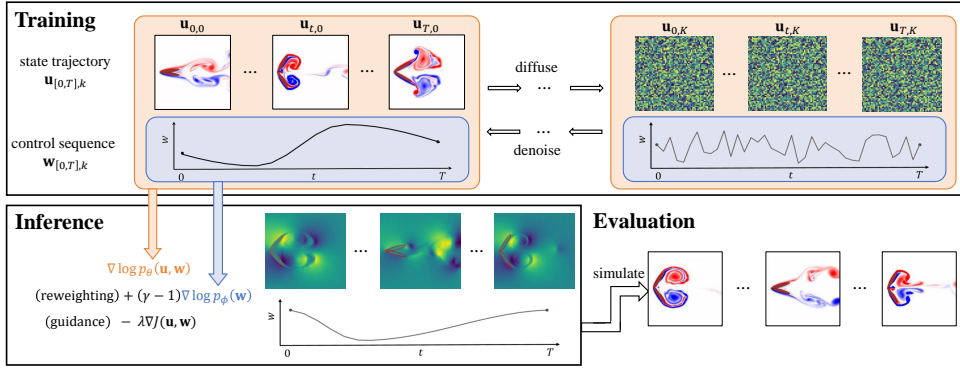 Training
u0,0 ut,0 uT,0
u0,K ut,K uT,K
state trajectory
u[0,T],k
... ...
diffuse
...
... ...
...
denoise
control sequence
w[0,T],k
w
0 t T
w
0 t T
Inference
... ...
∇ log pθ(u, w)
(reweighting) + (γ − 1)∇ log pϕ(w)
(guidance) − λ∇J(u, w)
w
0 t T
Evaluation
simulate
... ...